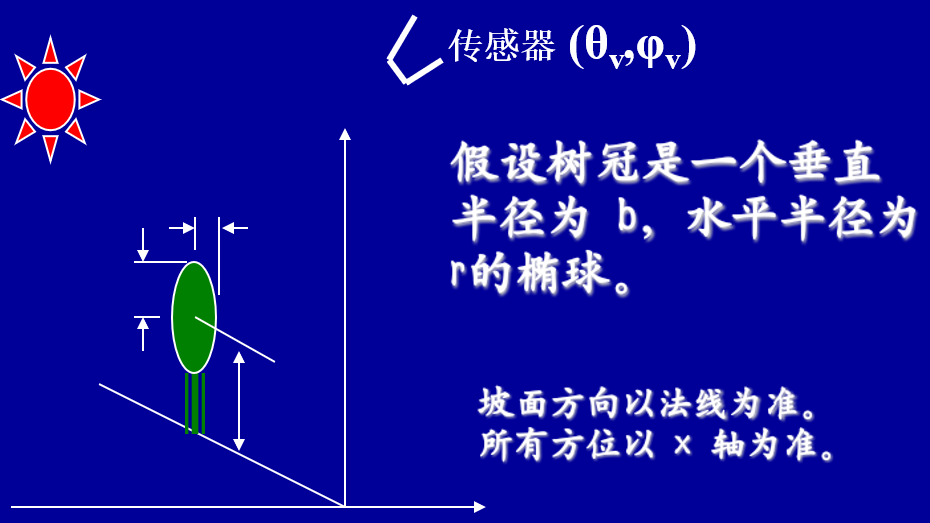 传感器 (θv,φv)
假设树冠是一个垂直
半径为 b，水平半径为
r的椭球。
坡面方向以法线为准。
所有方位以 x 轴为准。